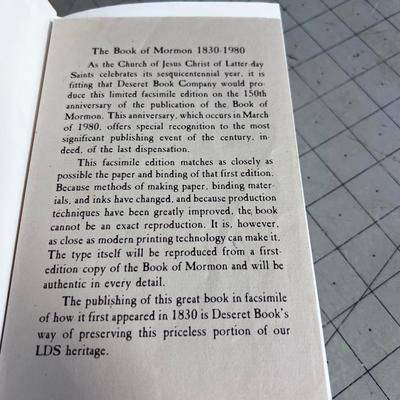 The Book of Mormon 1830-1980
As the Church of Jesus Christ of Latter-day
Saints celebrates its sesquicentennial year, it is
fitting that Deseret Book Company would pro-
duce this limited facsimile edition on the 150th
anniversary of the publication of the Book of
Mormon. This anniversary, which occurs in March
of 1980, offers special recognition to the most
significant publishing event of the century, in-
deed, of the last dispensation.
This facsimile edition matches as closely as
possible the paper and binding of that first edition.
Because methods of making paper, binding mater-
ials, and inks have changed, and because production
techniques have been greatly improved, the book
cannot be an exact reproduction. It is, however,
as close as modern printing technology can make it.
The type itself will be reproduced from a first-
edition copy of the Book of Mormon and will be
authentic in every detail.
The publishing of this great book in facsimile
of how it first appeared in 1830 is Deseret Book's
way of preserving this priceless portion of our
LDS heritage.